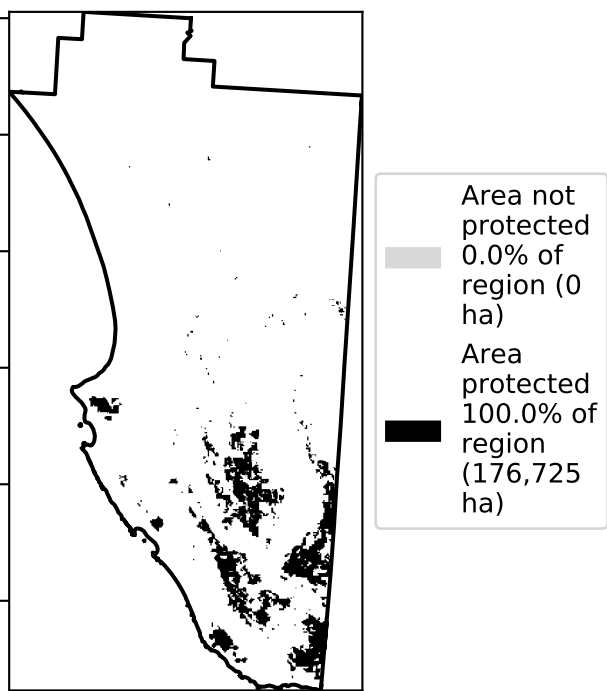 Area not
protected
0.0% of
region (0
ha)
Area
protected
100.0% of
region
(176,725
ha)